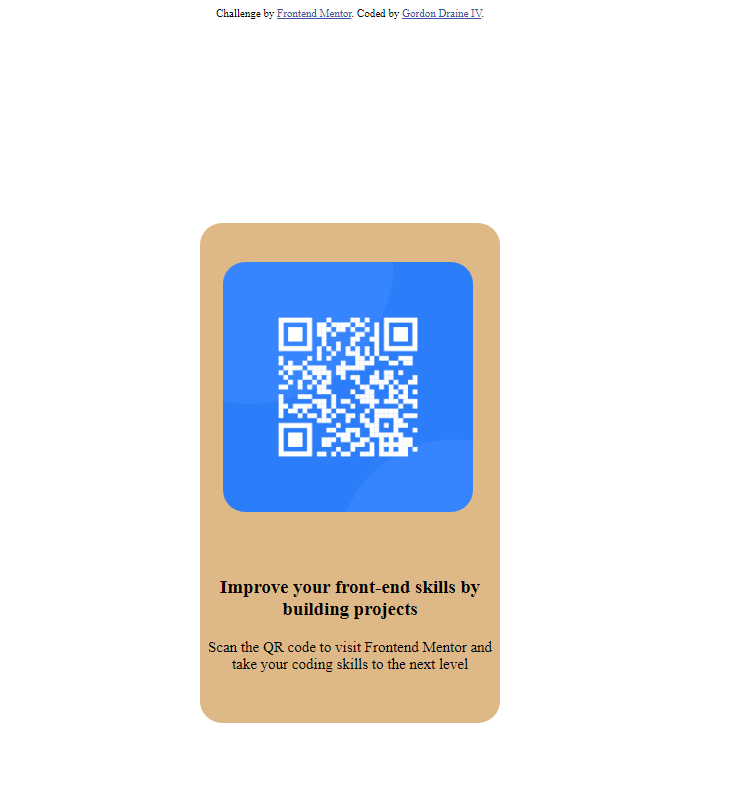 Challenge by Frontend Mentor. Coded by Gordon Draine IV.
Improve your front-end skills by
building projects
Scan the QR code to visit Frontend Mentor and
take your coding skills to the next level